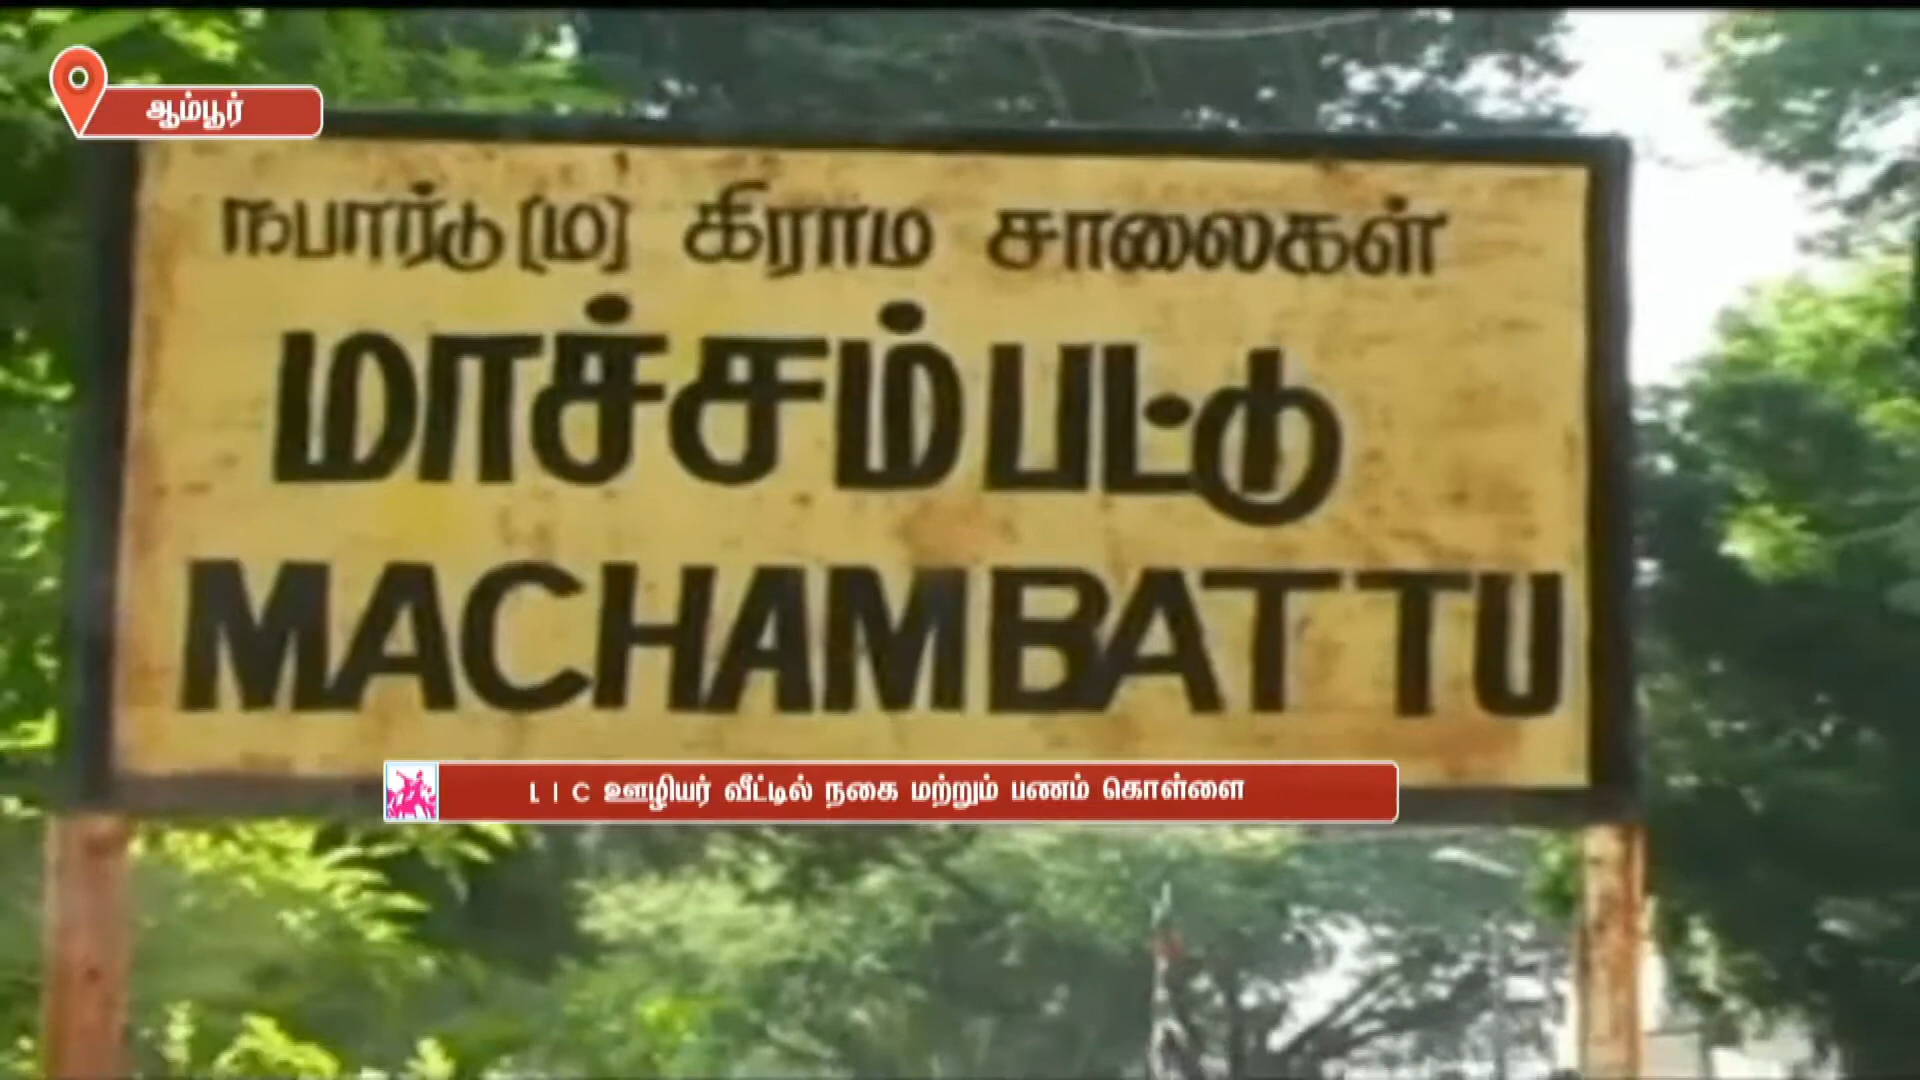 ஆம்பூர்
நபார்டு (ம) கிராம சாலைகள்
மாச்சம்பட்டு
MACHAMBATTU
L I C ஊழியர் வீட்டில் நகை மற்றும் பணம் கொள்ளை